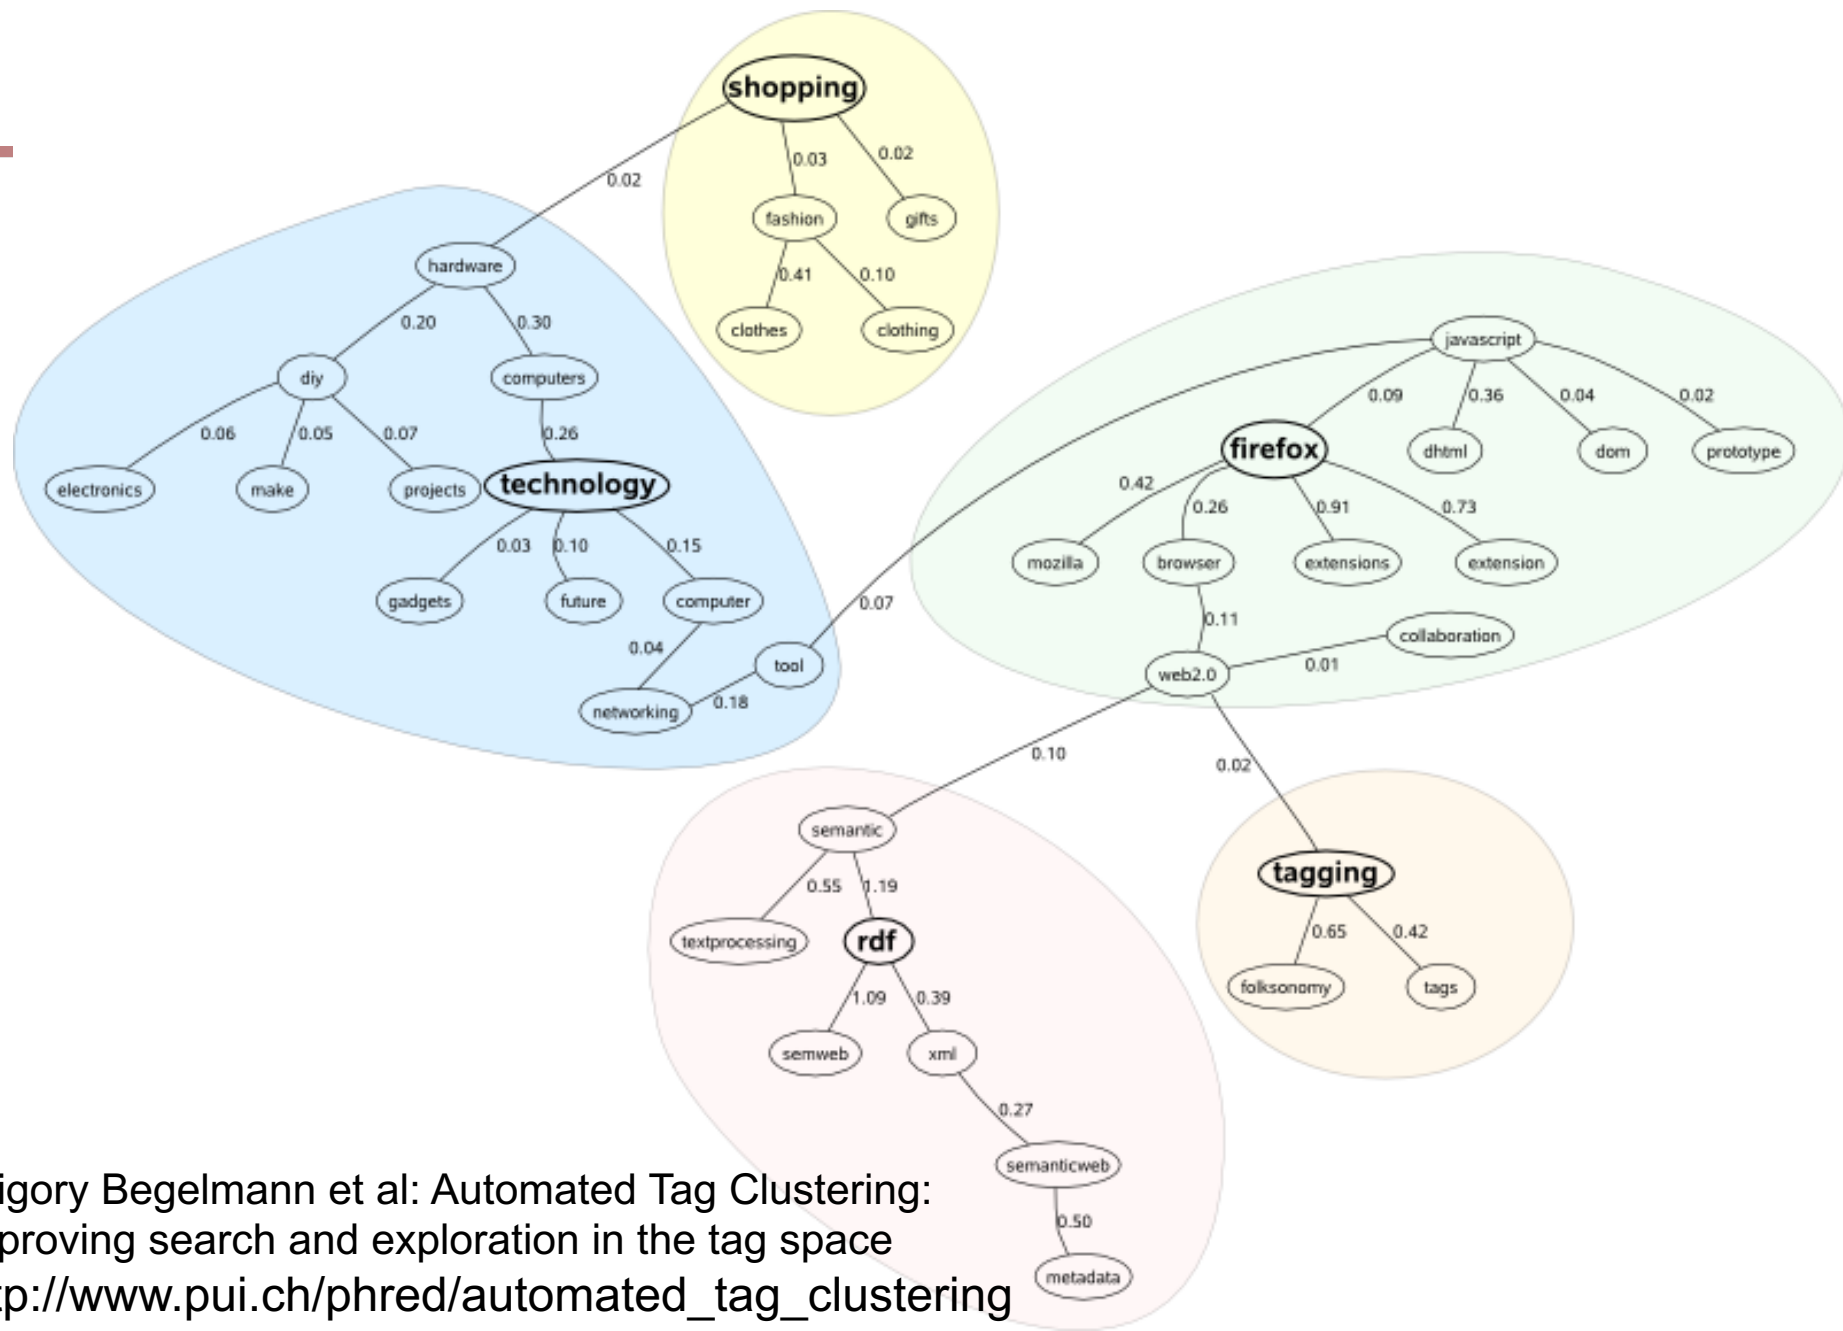 shopping
0.03
0.02
0.02
fashion
gifts
hardware
0.41
0.10
0.20
0.30
clothes
clothing
javascript
diy
computers
0.09
0.36
0.04
0.02
0.06
0.05
0.07
0.26
firefox
dhtml
dom
prototype
electronics
make
projects
technology
0.42
0.26
0.91
0.73
0.03
0.10
0.15
mozilla
browser
extensions
extension
gadgets
future
computer
0.07
0.11
collaboration
0.04
tool
0.01
web2.0
networking
0.18
0.10
0.02
semantic
0.55
1.19
tagging
textprocessing
rdf
0.65
0.42
1.09
0.39
folksonomy
tags
semweb
xml
0.27
semanticweb
0.50
metadata
igory Begelmann et al: Automated Tag Clustering:
proving search and exploration in the tag space
tp://www.pui.ch/phred/automated_tag_clustering